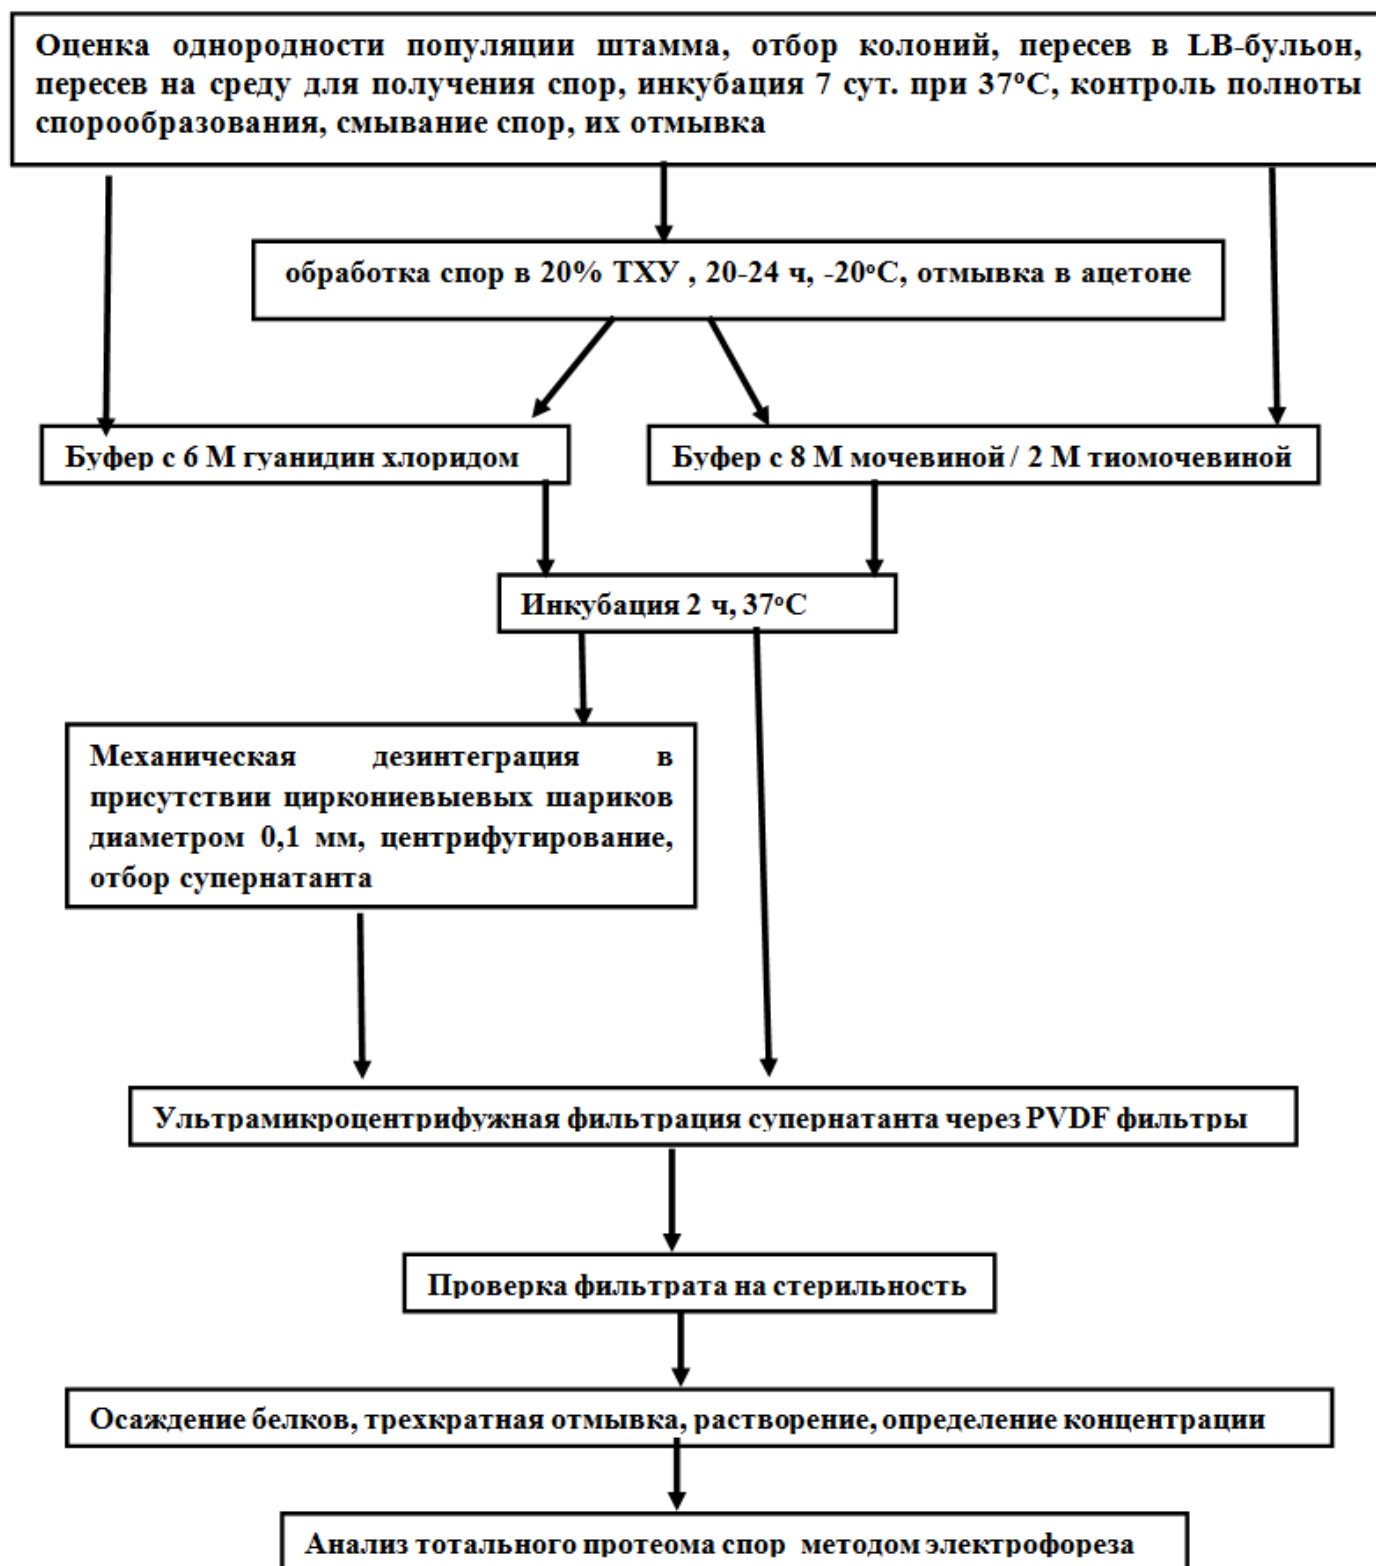 Оценка однородности популяции штамма, отбор колоний, пересев в LB-бульон,
пересев на среду для получения спор, инкубация 7 сут. при 37°С, контроль полноты
спорообразования, смывание спор, их отмывка
обработка спор в 20% ТХУ , 20-24 ч, -20°С, отмывка в ацетоне
Буфер с 6 М гуанидин хлоридом
Буфер с 8 М мочевиной / 2 М тиомочевиной
Инкубация 2 ч, 37°С
Механическая дезинтеграция в
присутствии циркониевыевых шариков
диаметром 0,1 мм, центрифугирование,
отбор супернатанта
Ультрамикроцентрифужная фильтрация супернатанта через PVDF фильтры
Проверка фильтрата на стерильность
Осаждение белков, трехкратная отмывка, растворение, определение концентрации
Анализ тотального протеома спор методом электрофореза